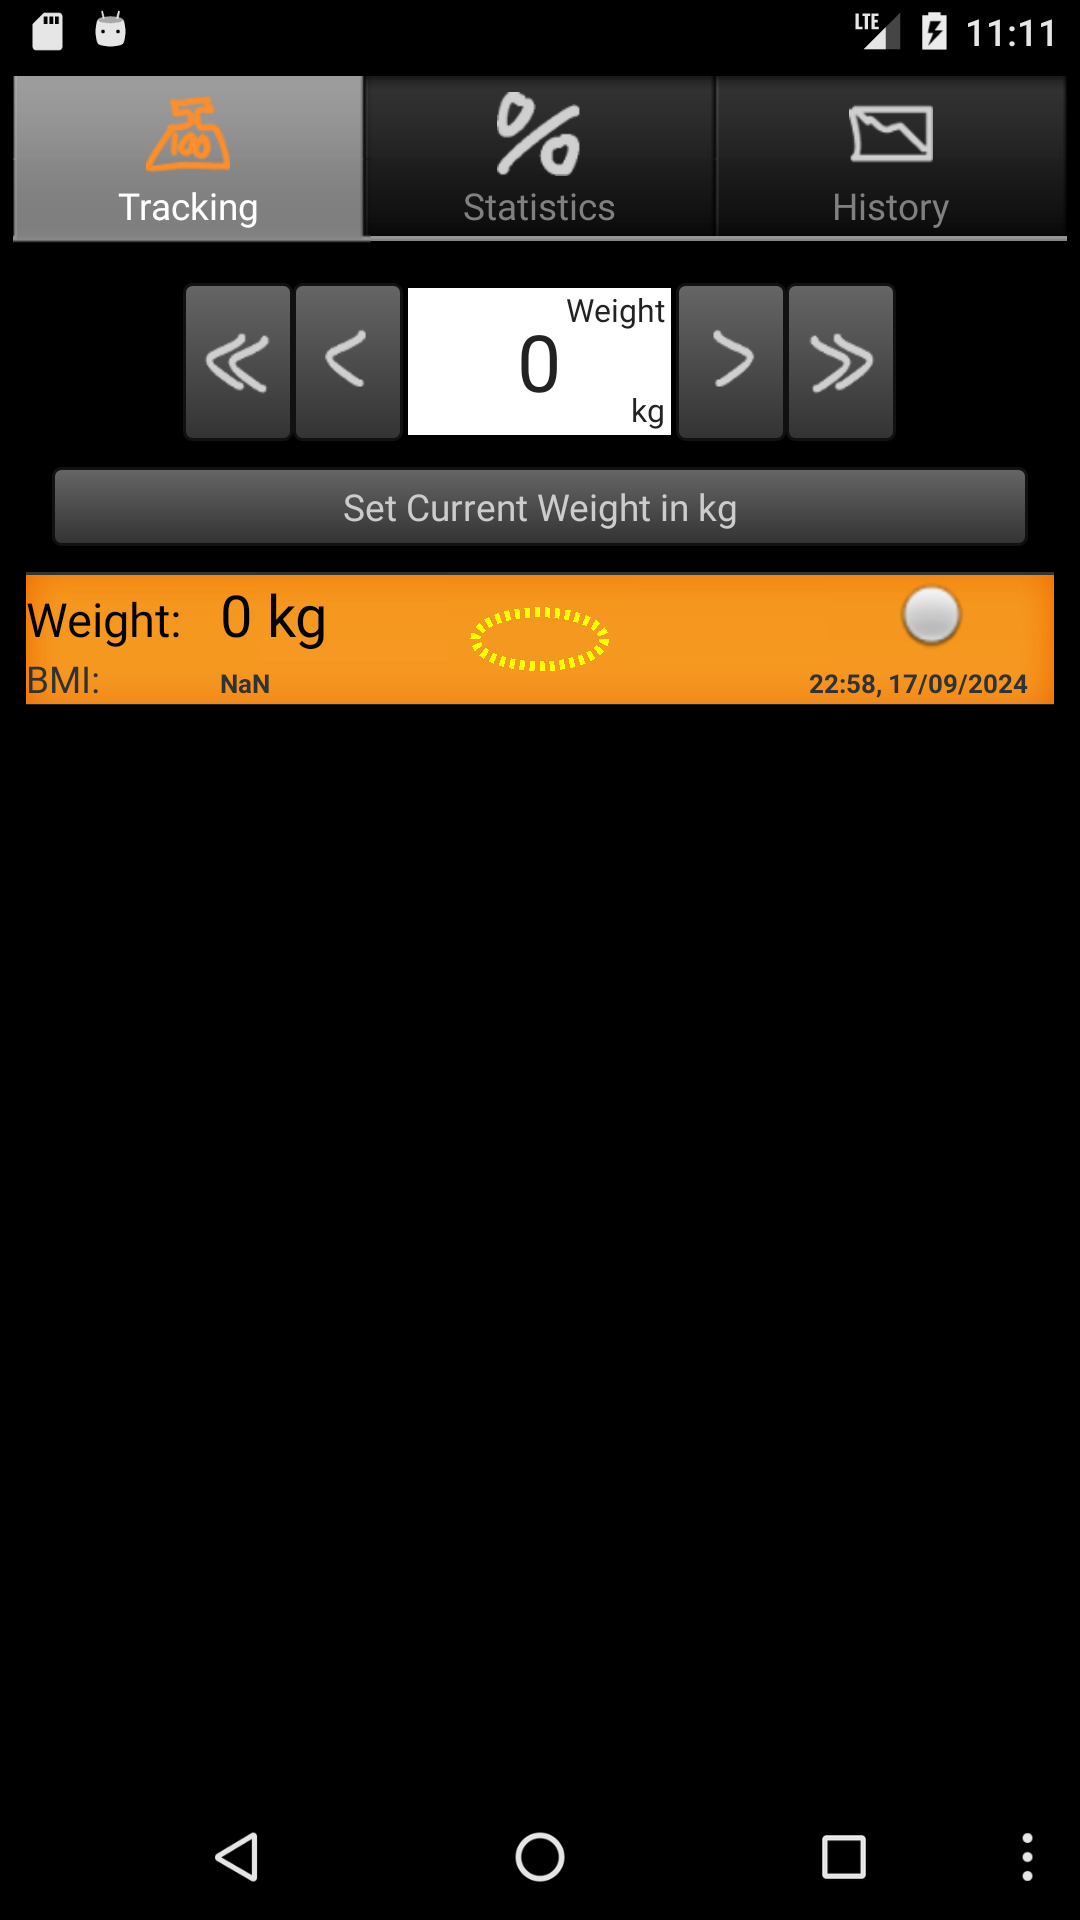 LTE 11:11
100
Tracking
Statistics
History
Weight
0
kg
Set Current Weight in kg
Weight: 0 kg
BMI: NaN 22:58, 17/09/2024